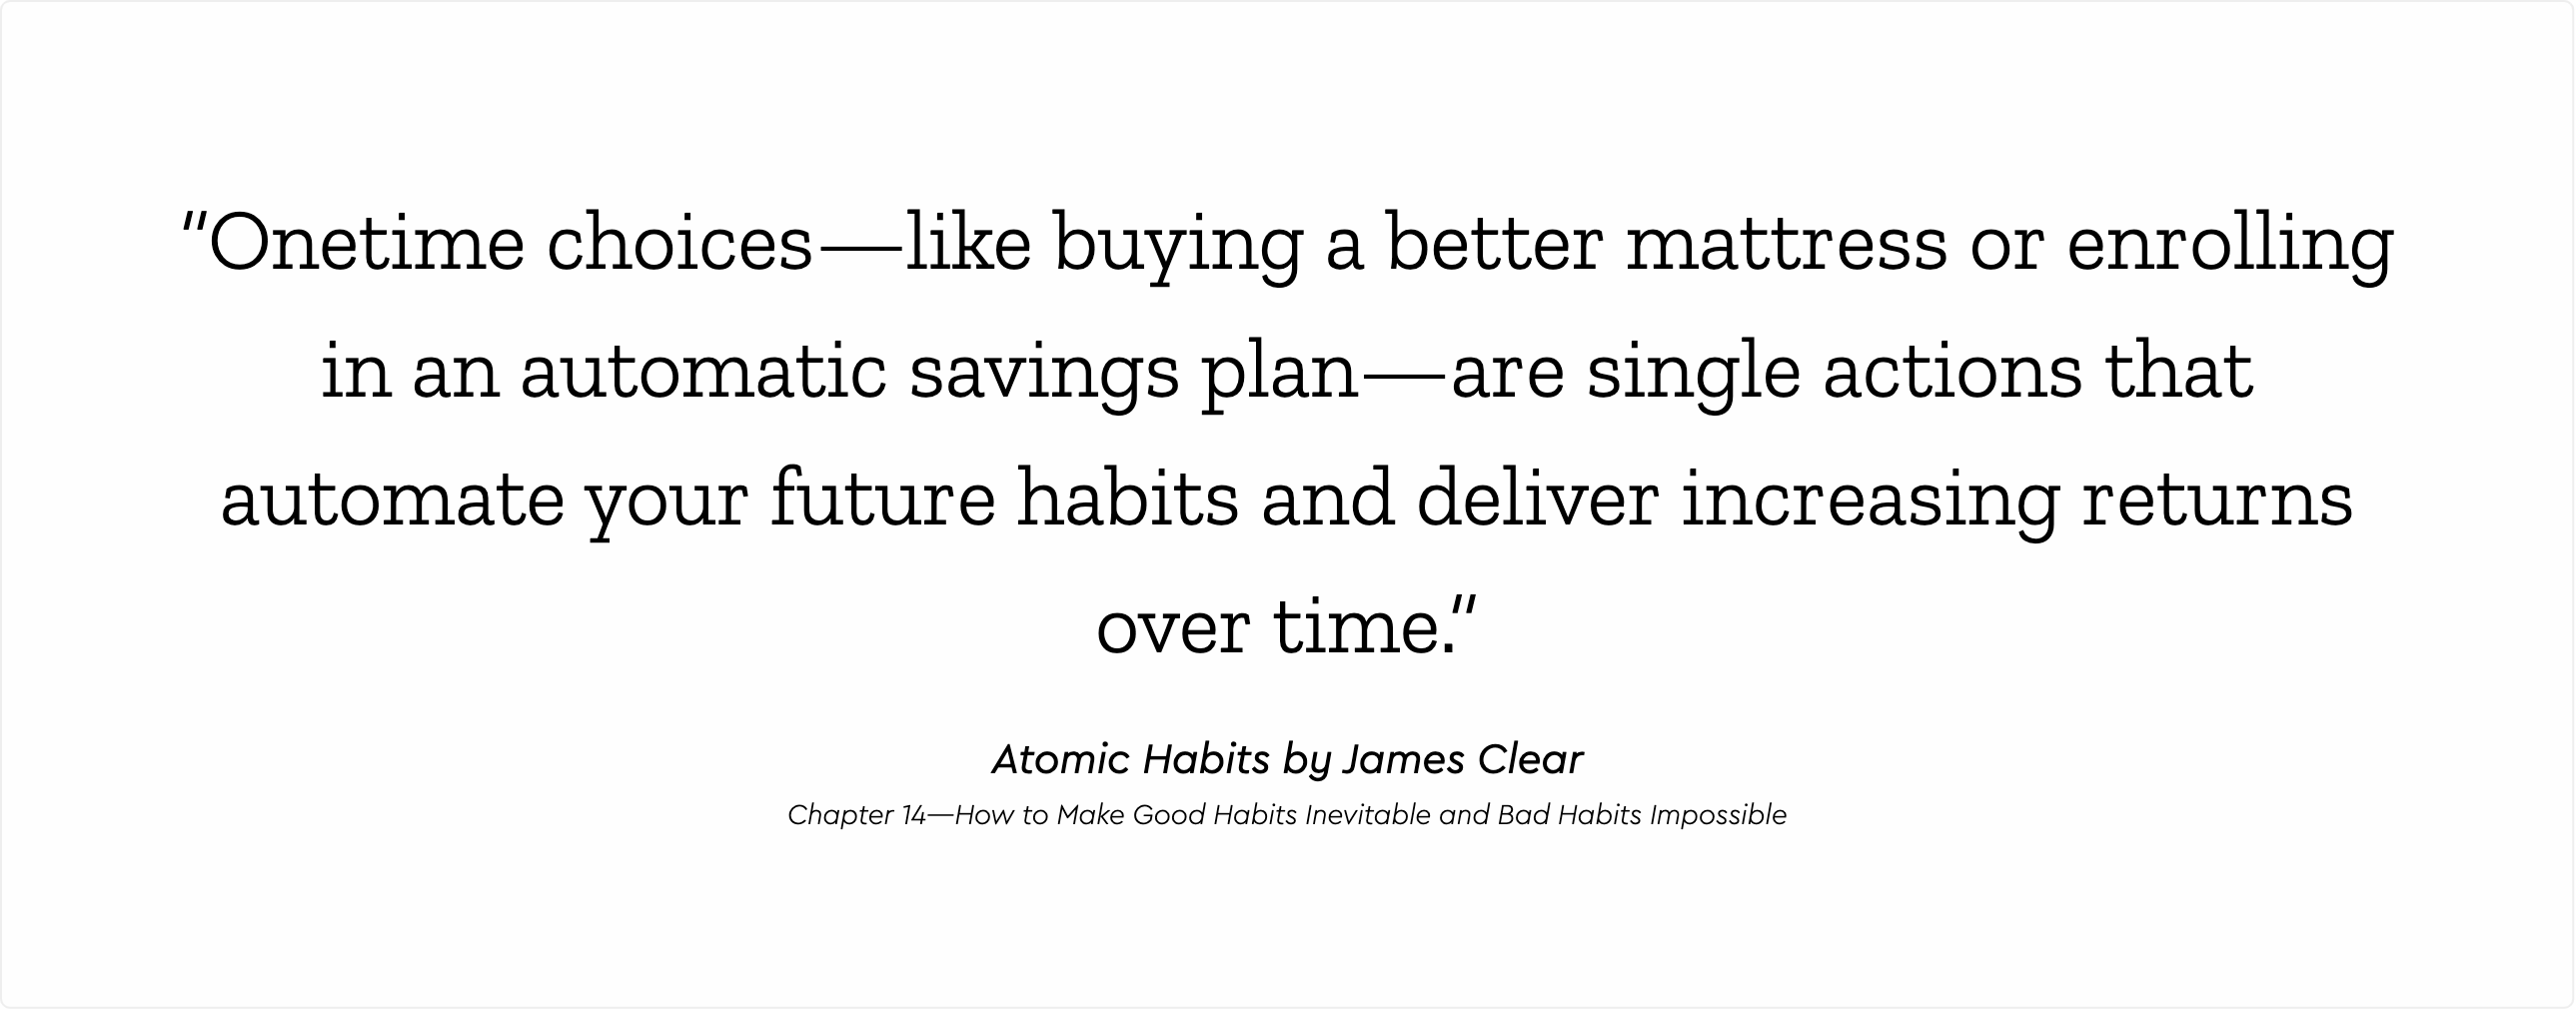 "Onetime choices—like buying a better mattress or enrolling
in an automatic savings plan—are single actions that
automate your future habits and deliver increasing returns
over time."
Atomic Habits by James Clear
Chapter 14—How to Make Good Habits Inevitable and Bad Habits Impossible